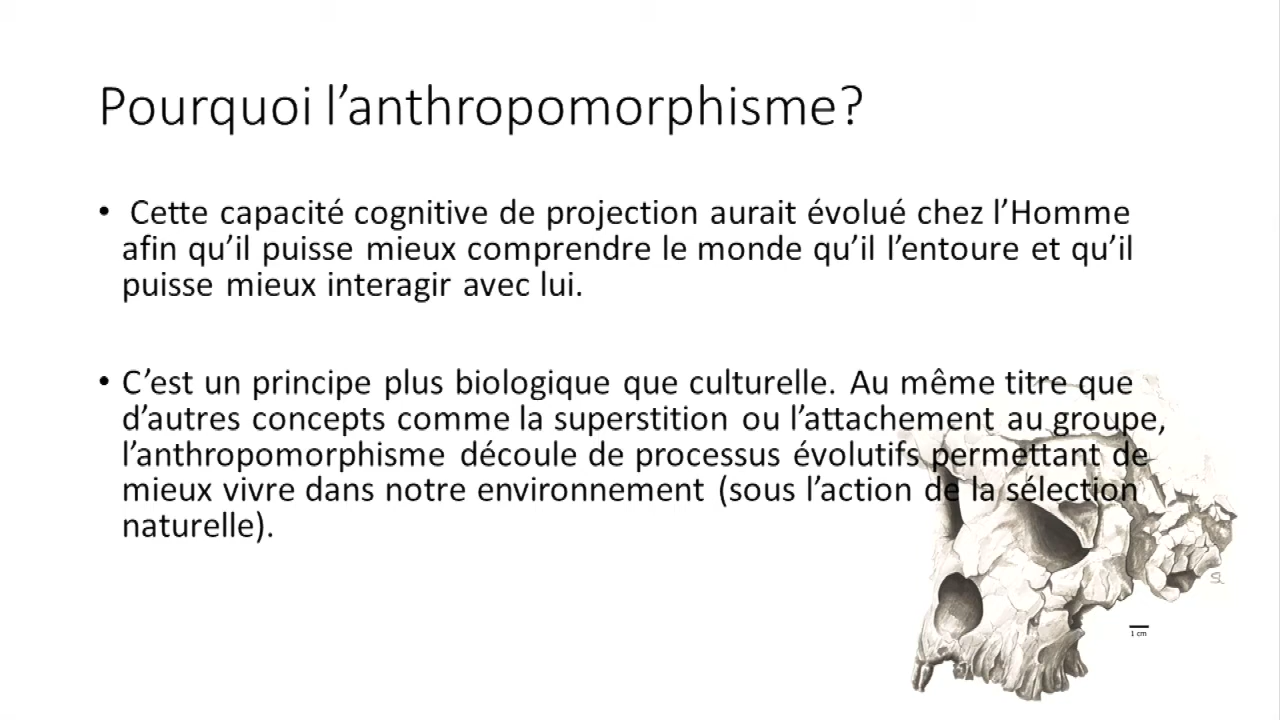 Pourquoi l’anthropomorphisme?
• Cette capacité cognitive de projection aurait évolué chez l’Homme
afin qu’il puisse mieux comprendre le monde qu’il l’entoure et qu’il
puisse mieux interagir avec lui.
• C’est un principe plus biologique que culturelle. Au même titre que
d’autres concepts comme la superstition ou l’attachement au groupe,
l’anthropomorphisme découle de processus évolutifs permettant de
mieux vivre dans notre environnement (sous l’action de la sélection
naturelle).
1 cm